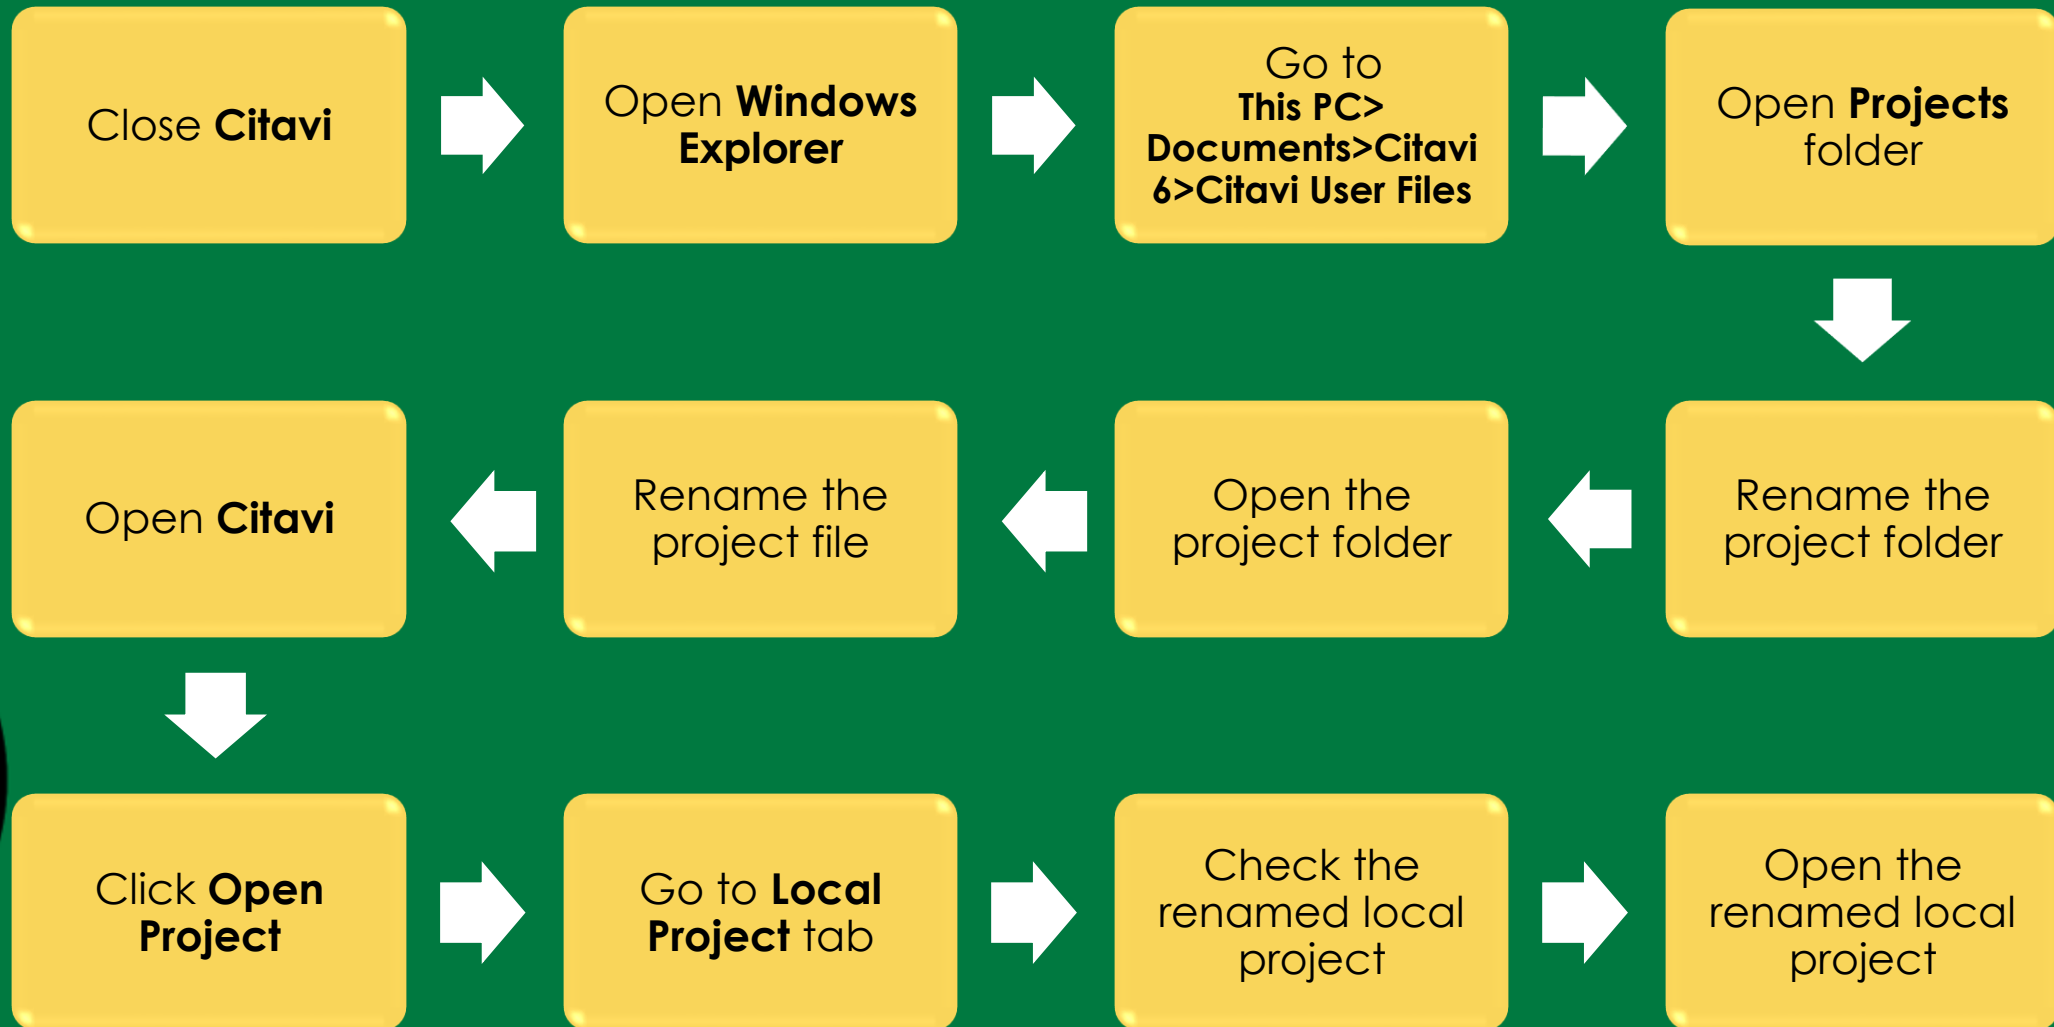 Close Citavi
Open Windows
Explorer
Go to
This PC>
Documents>Citavi
6>Citavi User Files
Open Projects
folder
Rename the
project folder
Open the
project folder
Rename the
project file
Open Citavi
Click Open
Project
Go to Local
Project tab
Check the
renamed local
project
Open the
renamed local
project